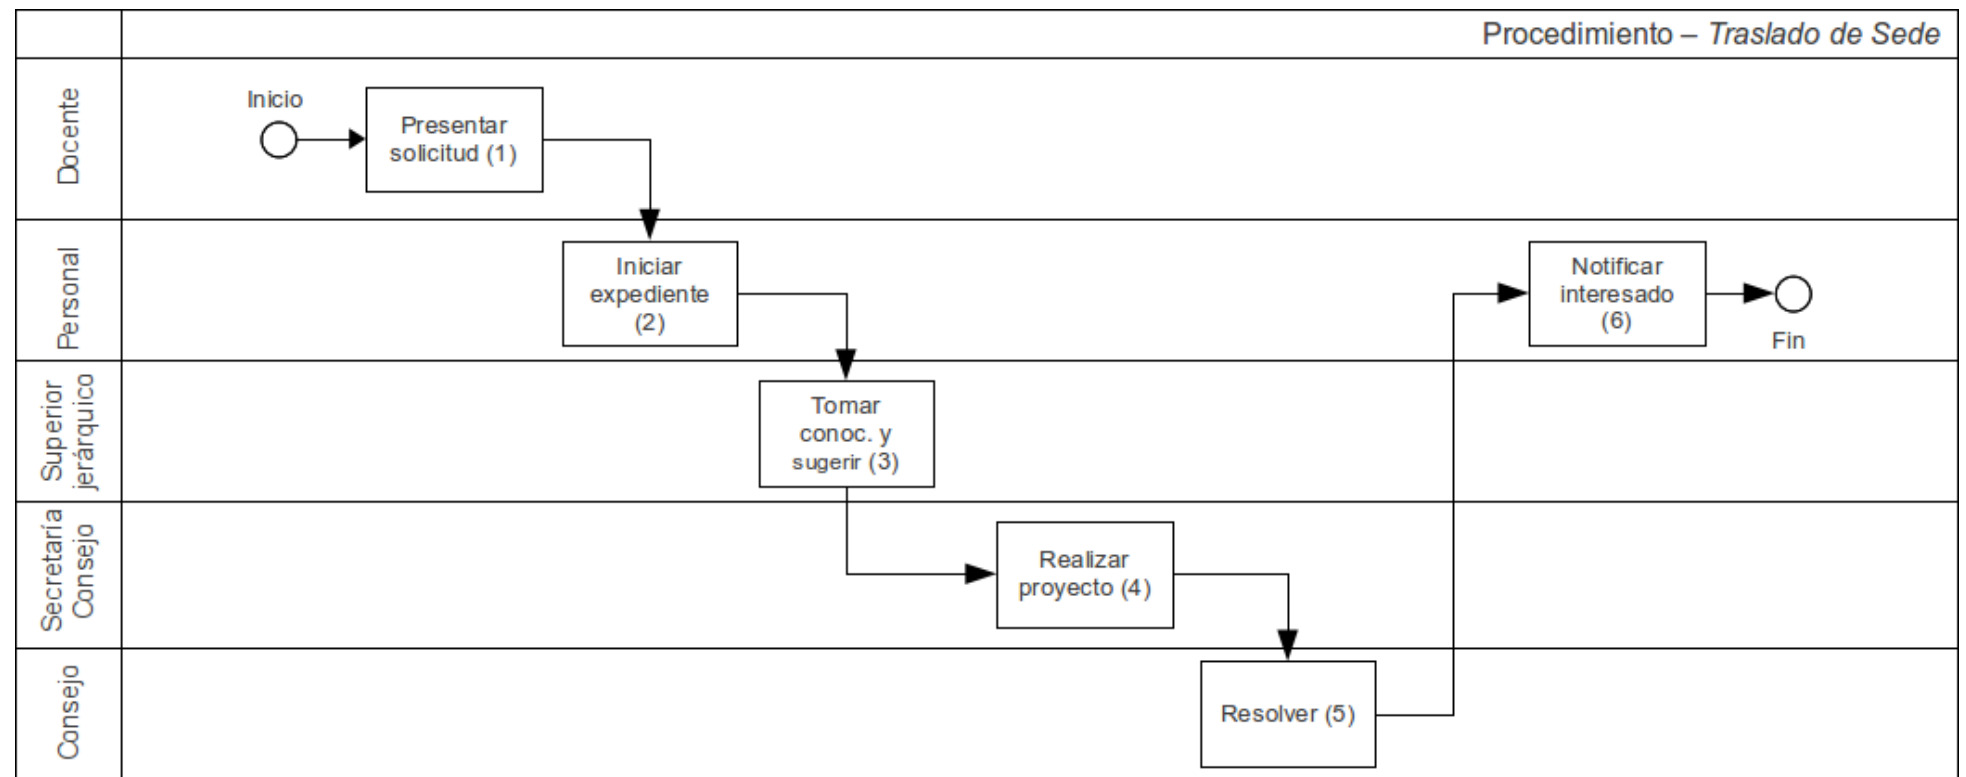 Procedimiento – Traslado de Sede
Docente
Inicio
Presentar
solicitud (1)
Personal
Iniciar
expediente
(2)
Notificar
interesado
(6)
Fin
Superior
jerárquico
Tomar
conoc. y
sugerir (3)
Secretaría
Consejo
Realizar
proyecto (4)
Consejo
Resolver (5)